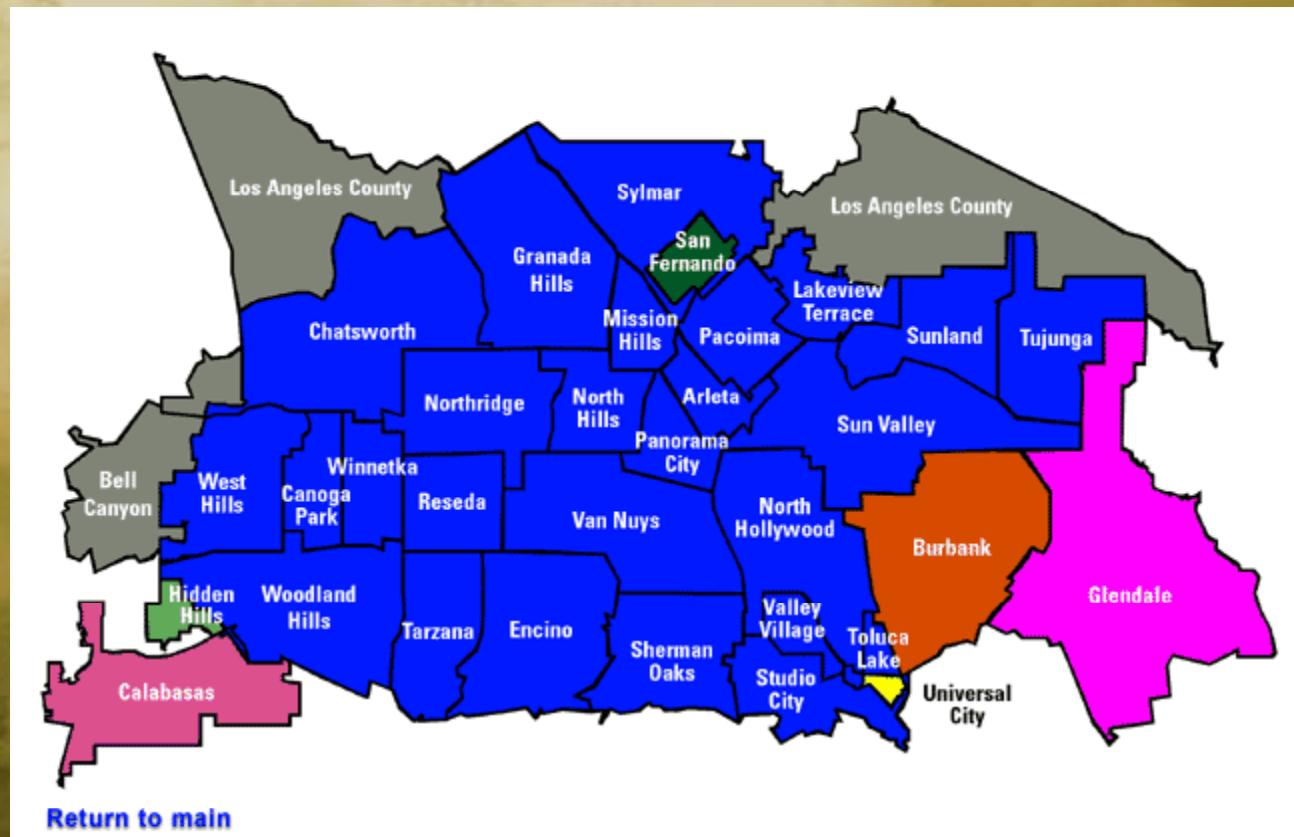 Los Angeles County
Sylmar
Los Angeles County
San
Fernando
Granada
Hills
Lakeview
Terrace
Chatsworth
Mission
Hills
Pacoima
Sunland
Tujunga
Northridge
North
Hills
Arleta
Sun Valley
Panorama
City
Bell
Canyon
West
Hills
Canoga
Park
Winnetka
Reseda
Van Nuys
North
Hollywood
Burbank
Hidden
Hills
Woodland
Hills
Tarzana
Encino
Sherman
Oaks
Valley
Village
Toluca
Lake
Glendale
Calabasas
Studio
City
Universal
City
Return to main